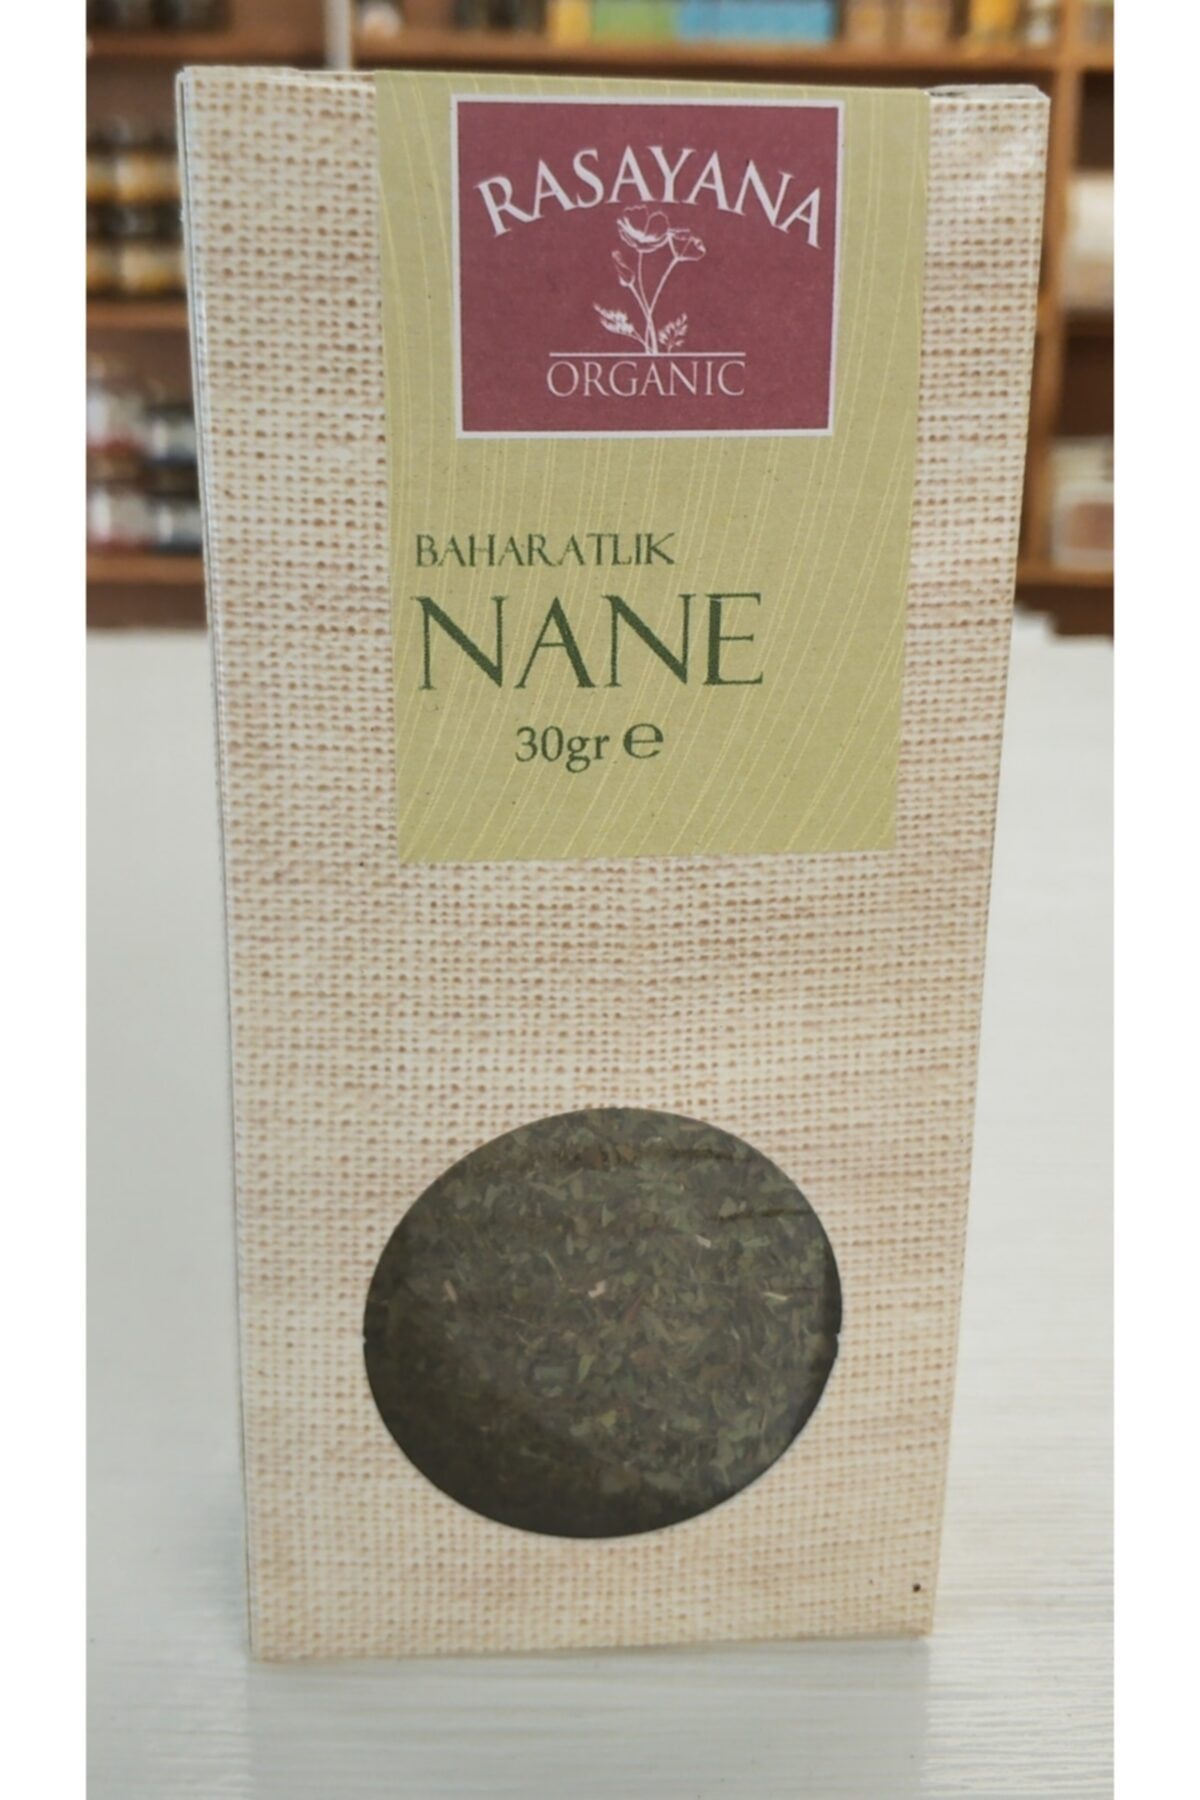 RASAYANA
ORGANIC
BAHARATLIK
NANE
30gr ℮